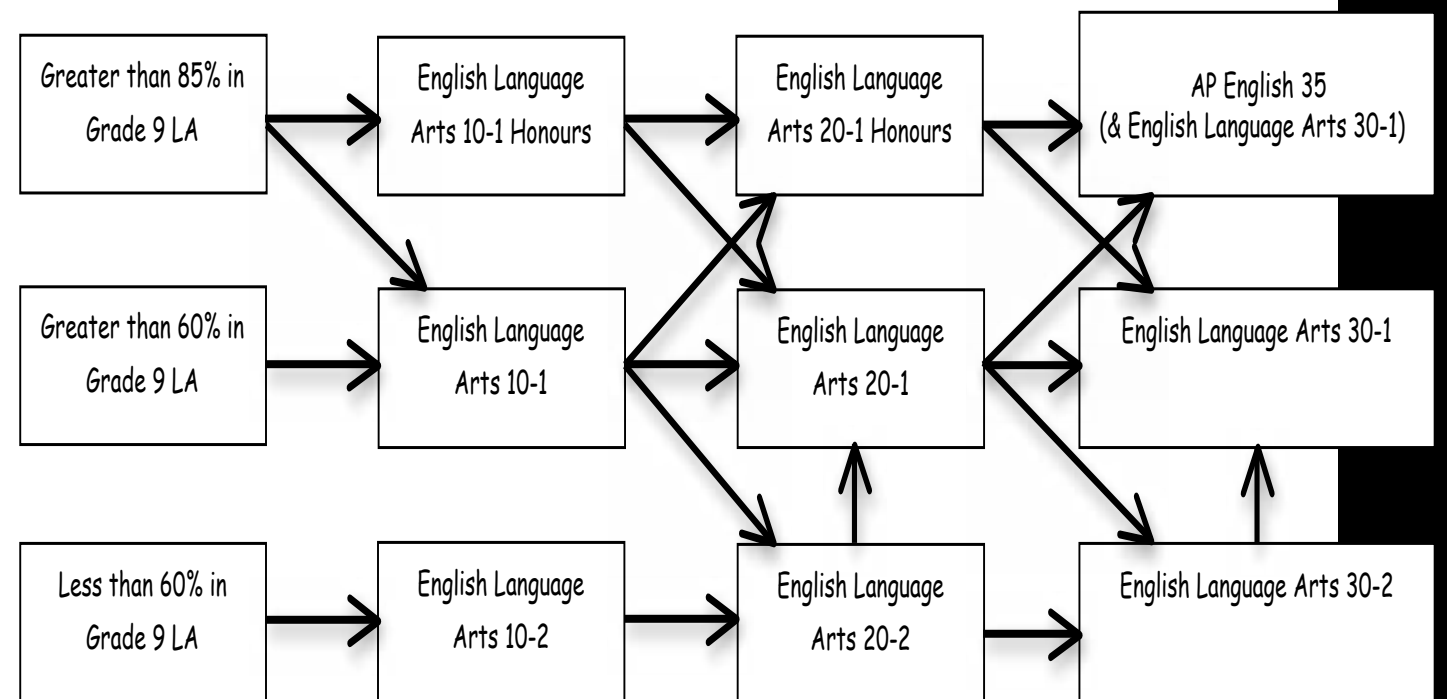 Greater than 85% in
Grade 9 LA
English Language
Arts 10-1 Honours
English Language
Arts 20-1 Honours
AP English 35
(& English Language Arts 30-1)
Greater than 60% in
Grade 9 LA
English Language
Arts 10-1
English Language
Arts 20-1
English Language Arts 30-1
Less than 60% in
Grade 9 LA
English Language
Arts 10-2
English Language
Arts 20-2
English Language Arts 30-2